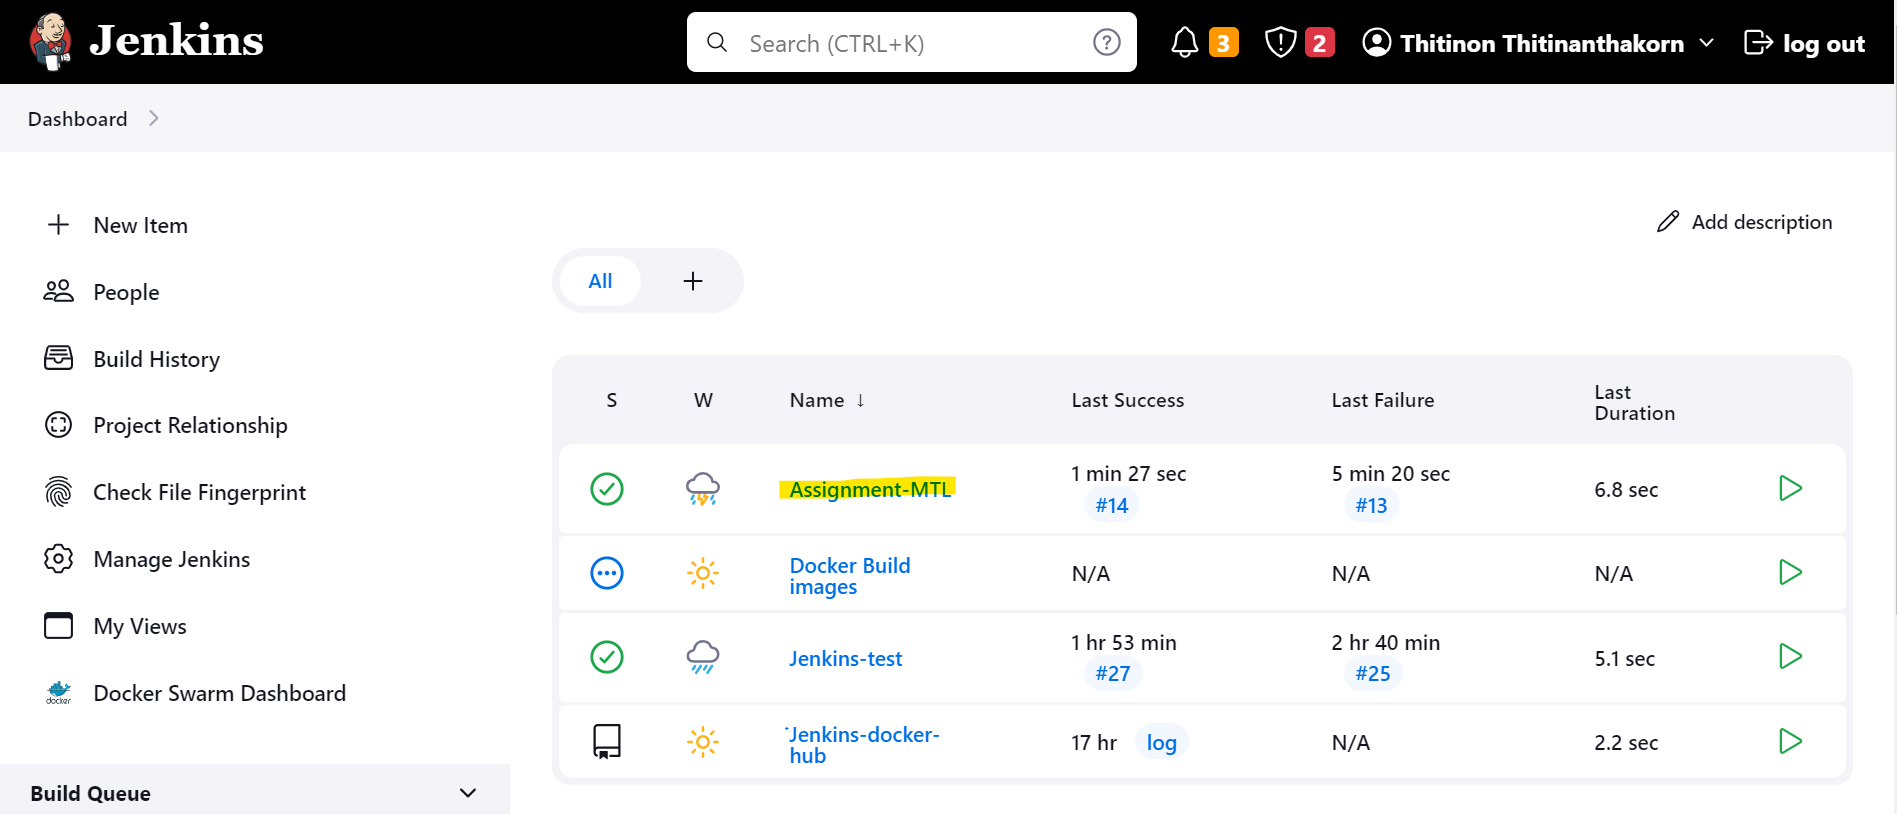 Jenkins
Search (CTRL+K)
3
2
Thitinon Thitinanthakorn
log out
Dashboard
New Item
People
Build History
Project Relationship
Check File Fingerprint
Manage Jenkins
My Views
docker
Docker Swarm Dashboard
Build Queue
Add description
All
S W Name ↓ Last Success Last Failure Last
Duration
Assignment-MTL 1 min 27 sec 5 min 20 sec 6.8 sec
#14 #13
Docker Build
images N/A N/A N/A
Jenkins-test 1 hr 53 min 2 hr 40 min 5.1 sec
#27 #25
Jenkins-docker-
hub 17 hr log N/A 2.2 sec